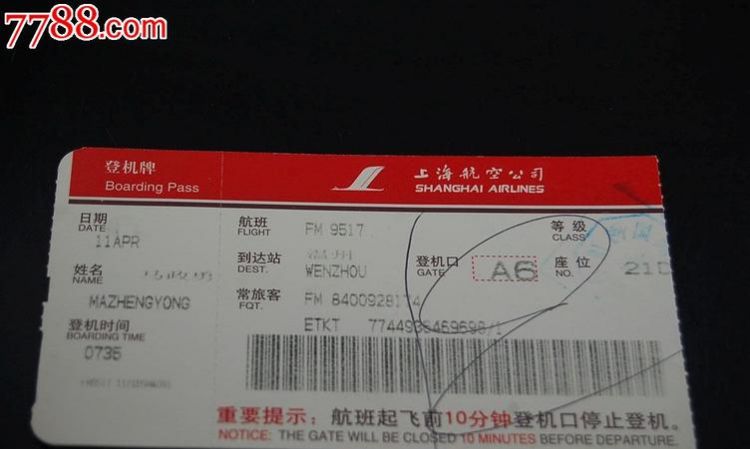 7788.com
登机牌
Boarding Pass
上海航空公司
SHANGHAI AIRLINES
日期
DATE
11APR
航班
FLIGHT
FM 9517
等级
CLASS
姓名
NAME
MAZHENGYONG
到达站
DEST.
WENZHOU
登机口
GATE
A6
座位
NO.
21D
常旅客
FQT.
登机时间
BOARDING TIME
0735
ETKT
重要提示：航班起飞前10分钟登机口停止登机。
NOTICE: THE GATE WILL BE CLOSED 10 MINUTES BEFORE DEPARTURE.